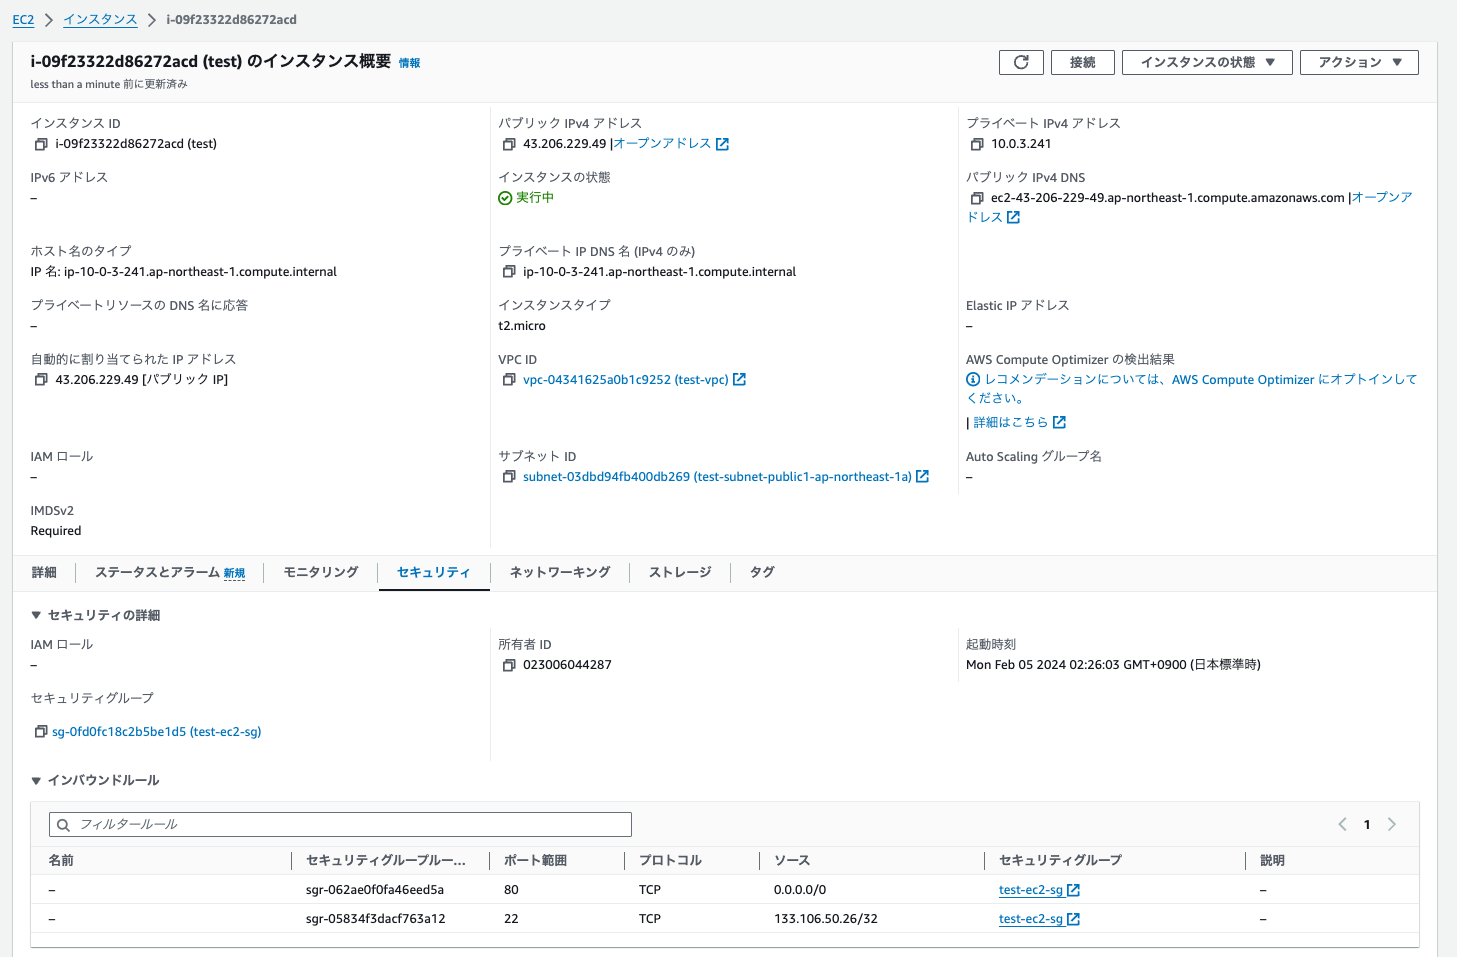 EC2 > インスタンス > i-09f23322d86272acd
i-09f23322d86272acd (test) のインスタンス概要 情報
less than a minute 前に更新済み
接続
インスタンスの状態 ▼
アクション ▼
インスタンス ID
i-09f23322d86272acd (test)
パブリック IPv4 アドレス
43.206.229.49 |オープンアドレス
プライベート IPv4 アドレス
10.0.3.241
IPv6 アドレス
–
インスタンスの状態
実行中
パブリック IPv4 DNS
ec2-43-206-229-49.ap-northeast-1.compute.amazonaws.com |オープンア
ドレス
ホスト名のタイプ
IP 名: ip-10-0-3-241.ap-northeast-1.compute.internal
プライベート IP DNS 名 (IPv4 のみ)
ip-10-0-3-241.ap-northeast-1.compute.internal
プライベートリソースの DNS 名に応答
–
インスタンスタイプ
t2.micro
Elastic IP アドレス
–
自動的に割り当てられた IP アドレス
43.206.229.49 [パブリック IP]
VPC ID
vpc-04341625a0b1c9252 (test-vpc)
AWS Compute Optimizer の検出結果
レコメンデーションについては、AWS Compute Optimizer にオプトインして
ください。
| 詳細はこちら
IAM ロール
–
サブネット ID
subnet-03dbd94fb400db269 (test-subnet-public1-ap-northeast-1a)
Auto Scaling グループ名
–
IMDSv2
Required
詳細 ステータスとアラーム 新規 モニタリング セキュリティ ネットワーキング ストレージ タグ
▼ セキュリティの詳細
IAM ロール
–
所有者 ID
023006044287
起動時刻
Mon Feb 05 2024 02:26:03 GMT+0900 (日本標準時)
セキュリティグループ
sg-0fd0fc18c2b5be1d5 (test-ec2-sg)
▼ インバウンドルール
フィルタールール
< 1 >
名前 セキュリティグループルー... ポート範囲 プロトコル ソース セキュリティグループ 説明
– sgr-062ae0f0fa46eed5a 80 TCP 0.0.0.0/0 test-ec2-sg –
– sgr-05834f3dacf763a12 22 TCP 133.106.50.26/32 test-ec2-sg –